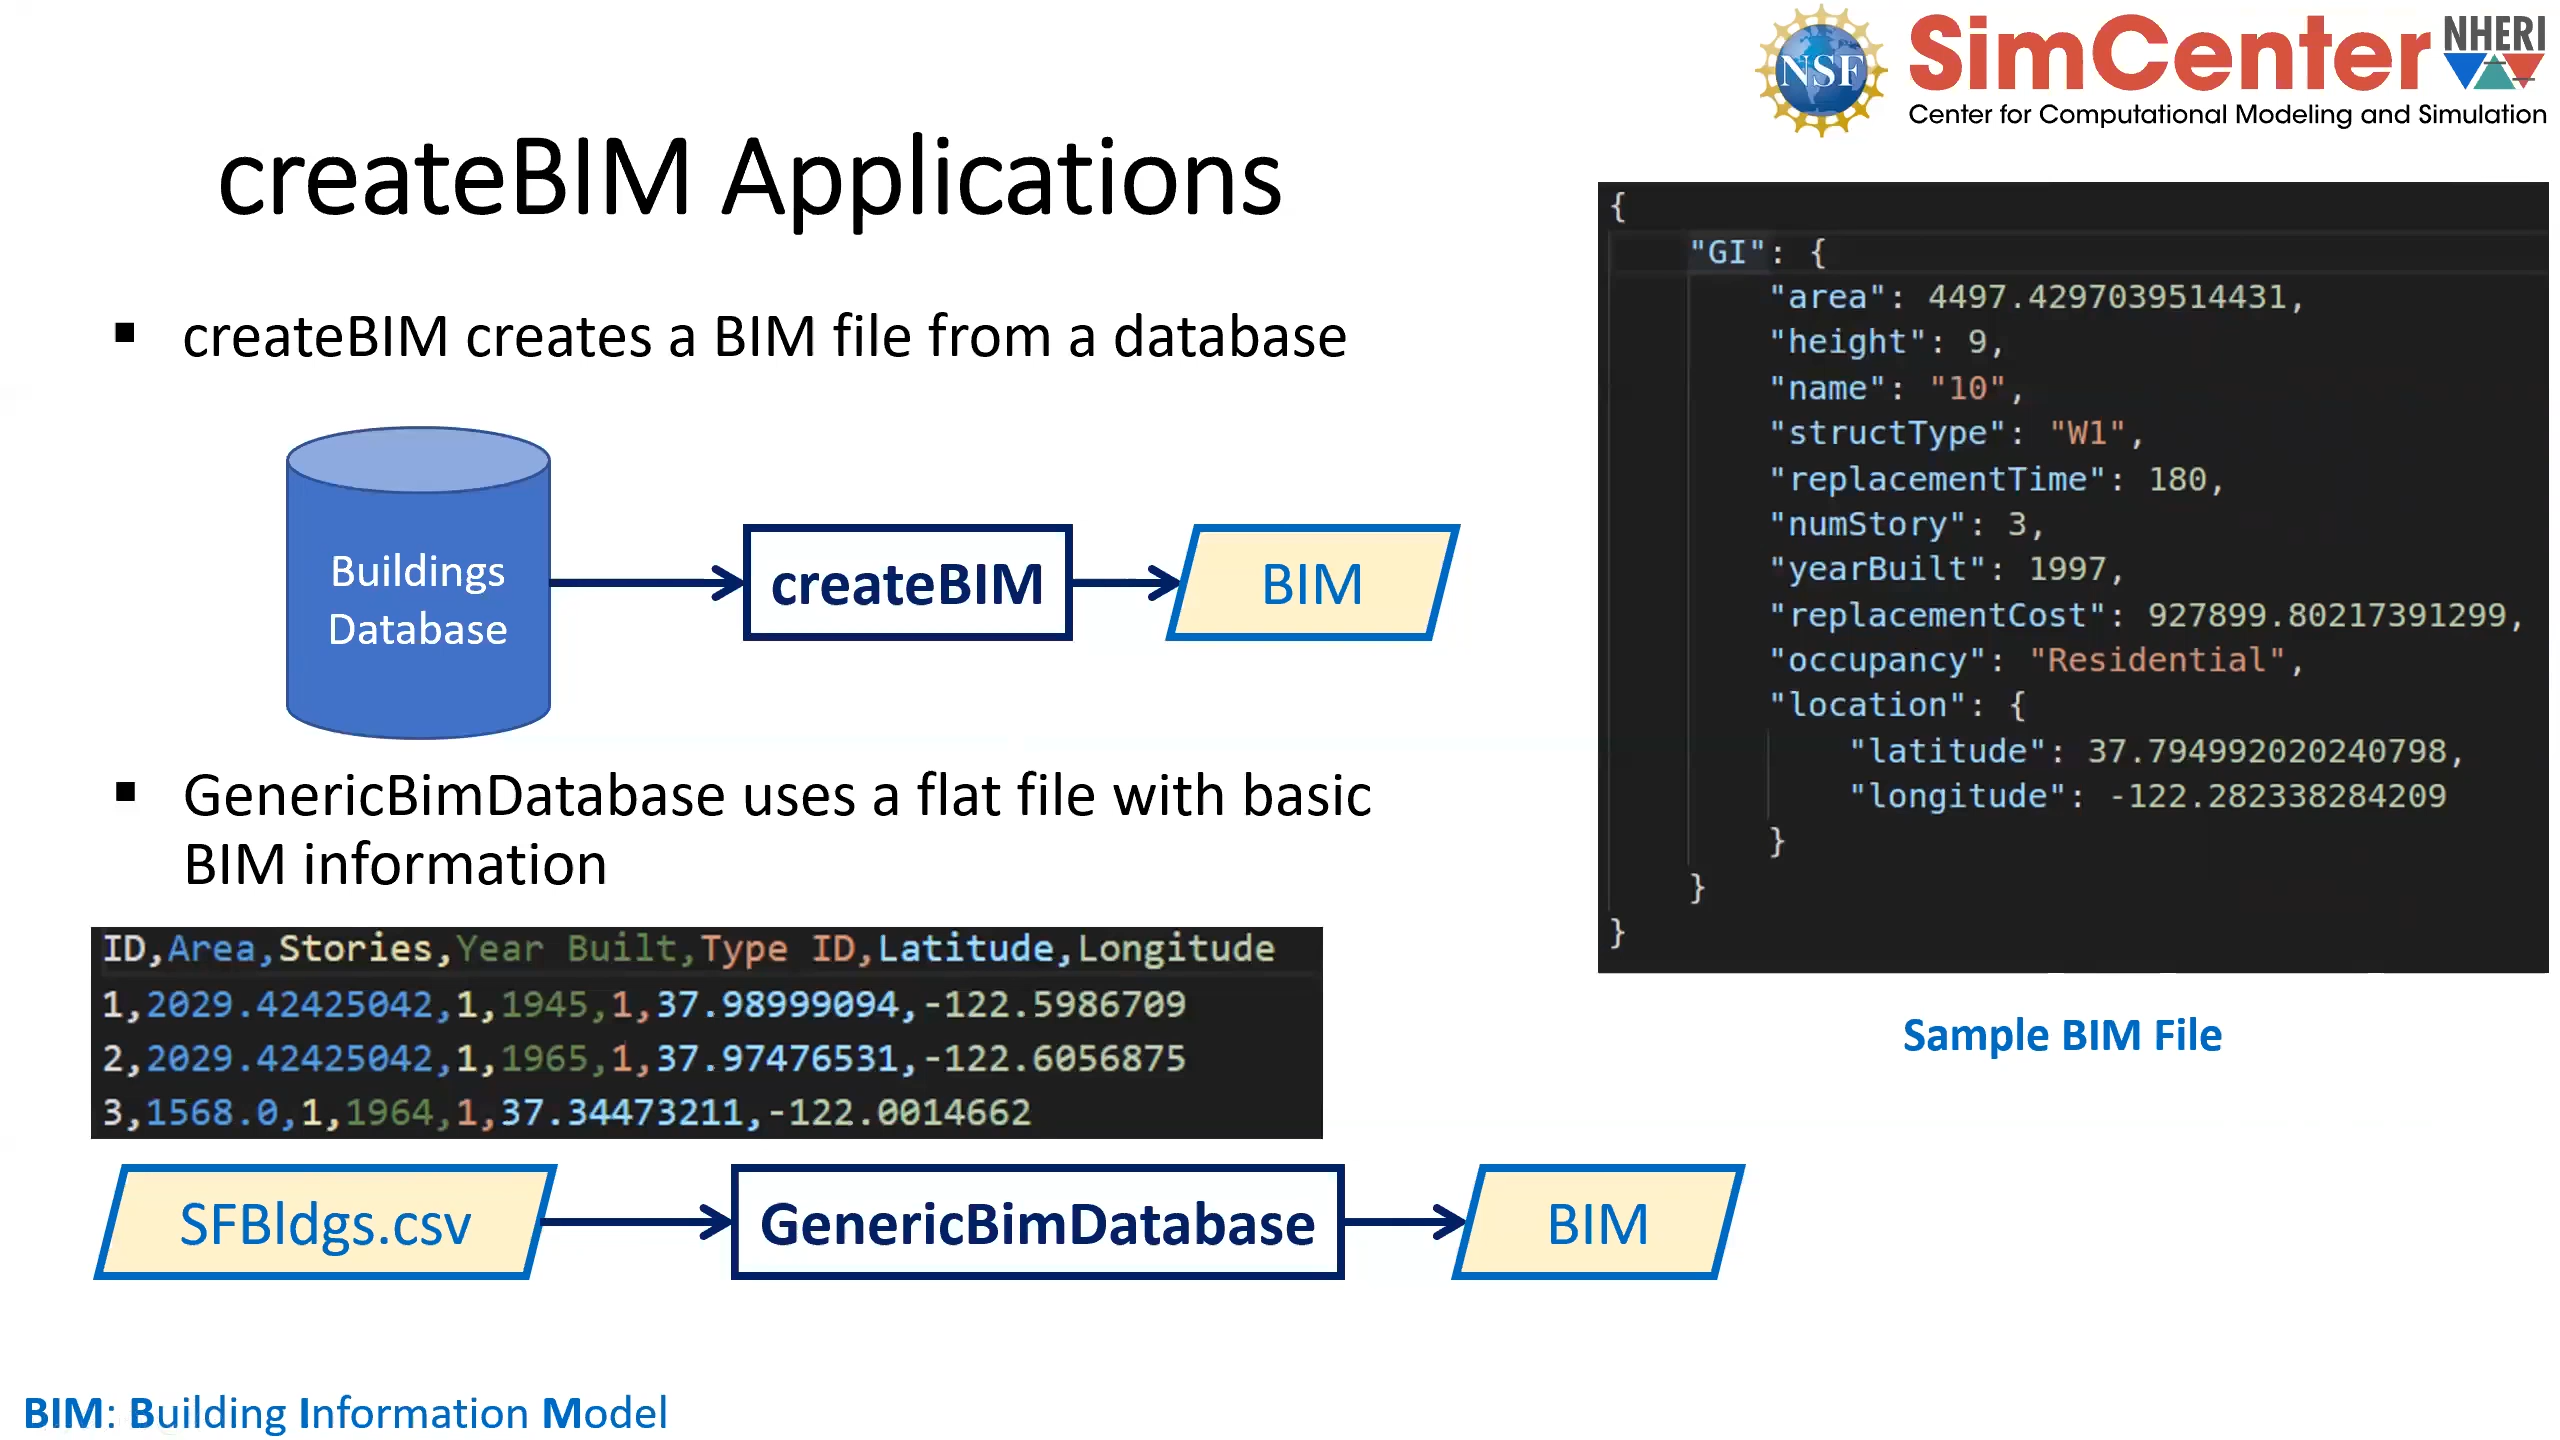 NSF
SimCenter
NHERI
Center for Computational Modeling and Simulation
createBIM Applications
▪ createBIM creates a BIM file from a database
Buildings
Database
createBIM
BIM
▪ GenericBimDatabase uses a flat file with basic
BIM information
ID,Area,Stories,Year Built,Type ID,Latitude,Longitude
1,2029.42425042,1,1945,1,37.98999094,-122.5986709
2,2029.42425042,1,1965,1,37.97476531,-122.6056875
3,1568.0,1,1964,1,37.34473211,-122.0014662
SFBldgs.csv
GenericBimDatabase
BIM
{
"GI": {
"area": 4497.4297039514431,
"height": 9,
"name": "10",
"structType": "W1",
"replacementTime": 180,
"numStory": 3,
"yearBuilt": 1997,
"replacementCost": 927899.80217391299,
"occupancy": "Residential",
"location": {
"latitude": 37.794992020240798,
"longitude": -122.282338284209
}
}
}
Sample BIM File
BIM: Building Information Model